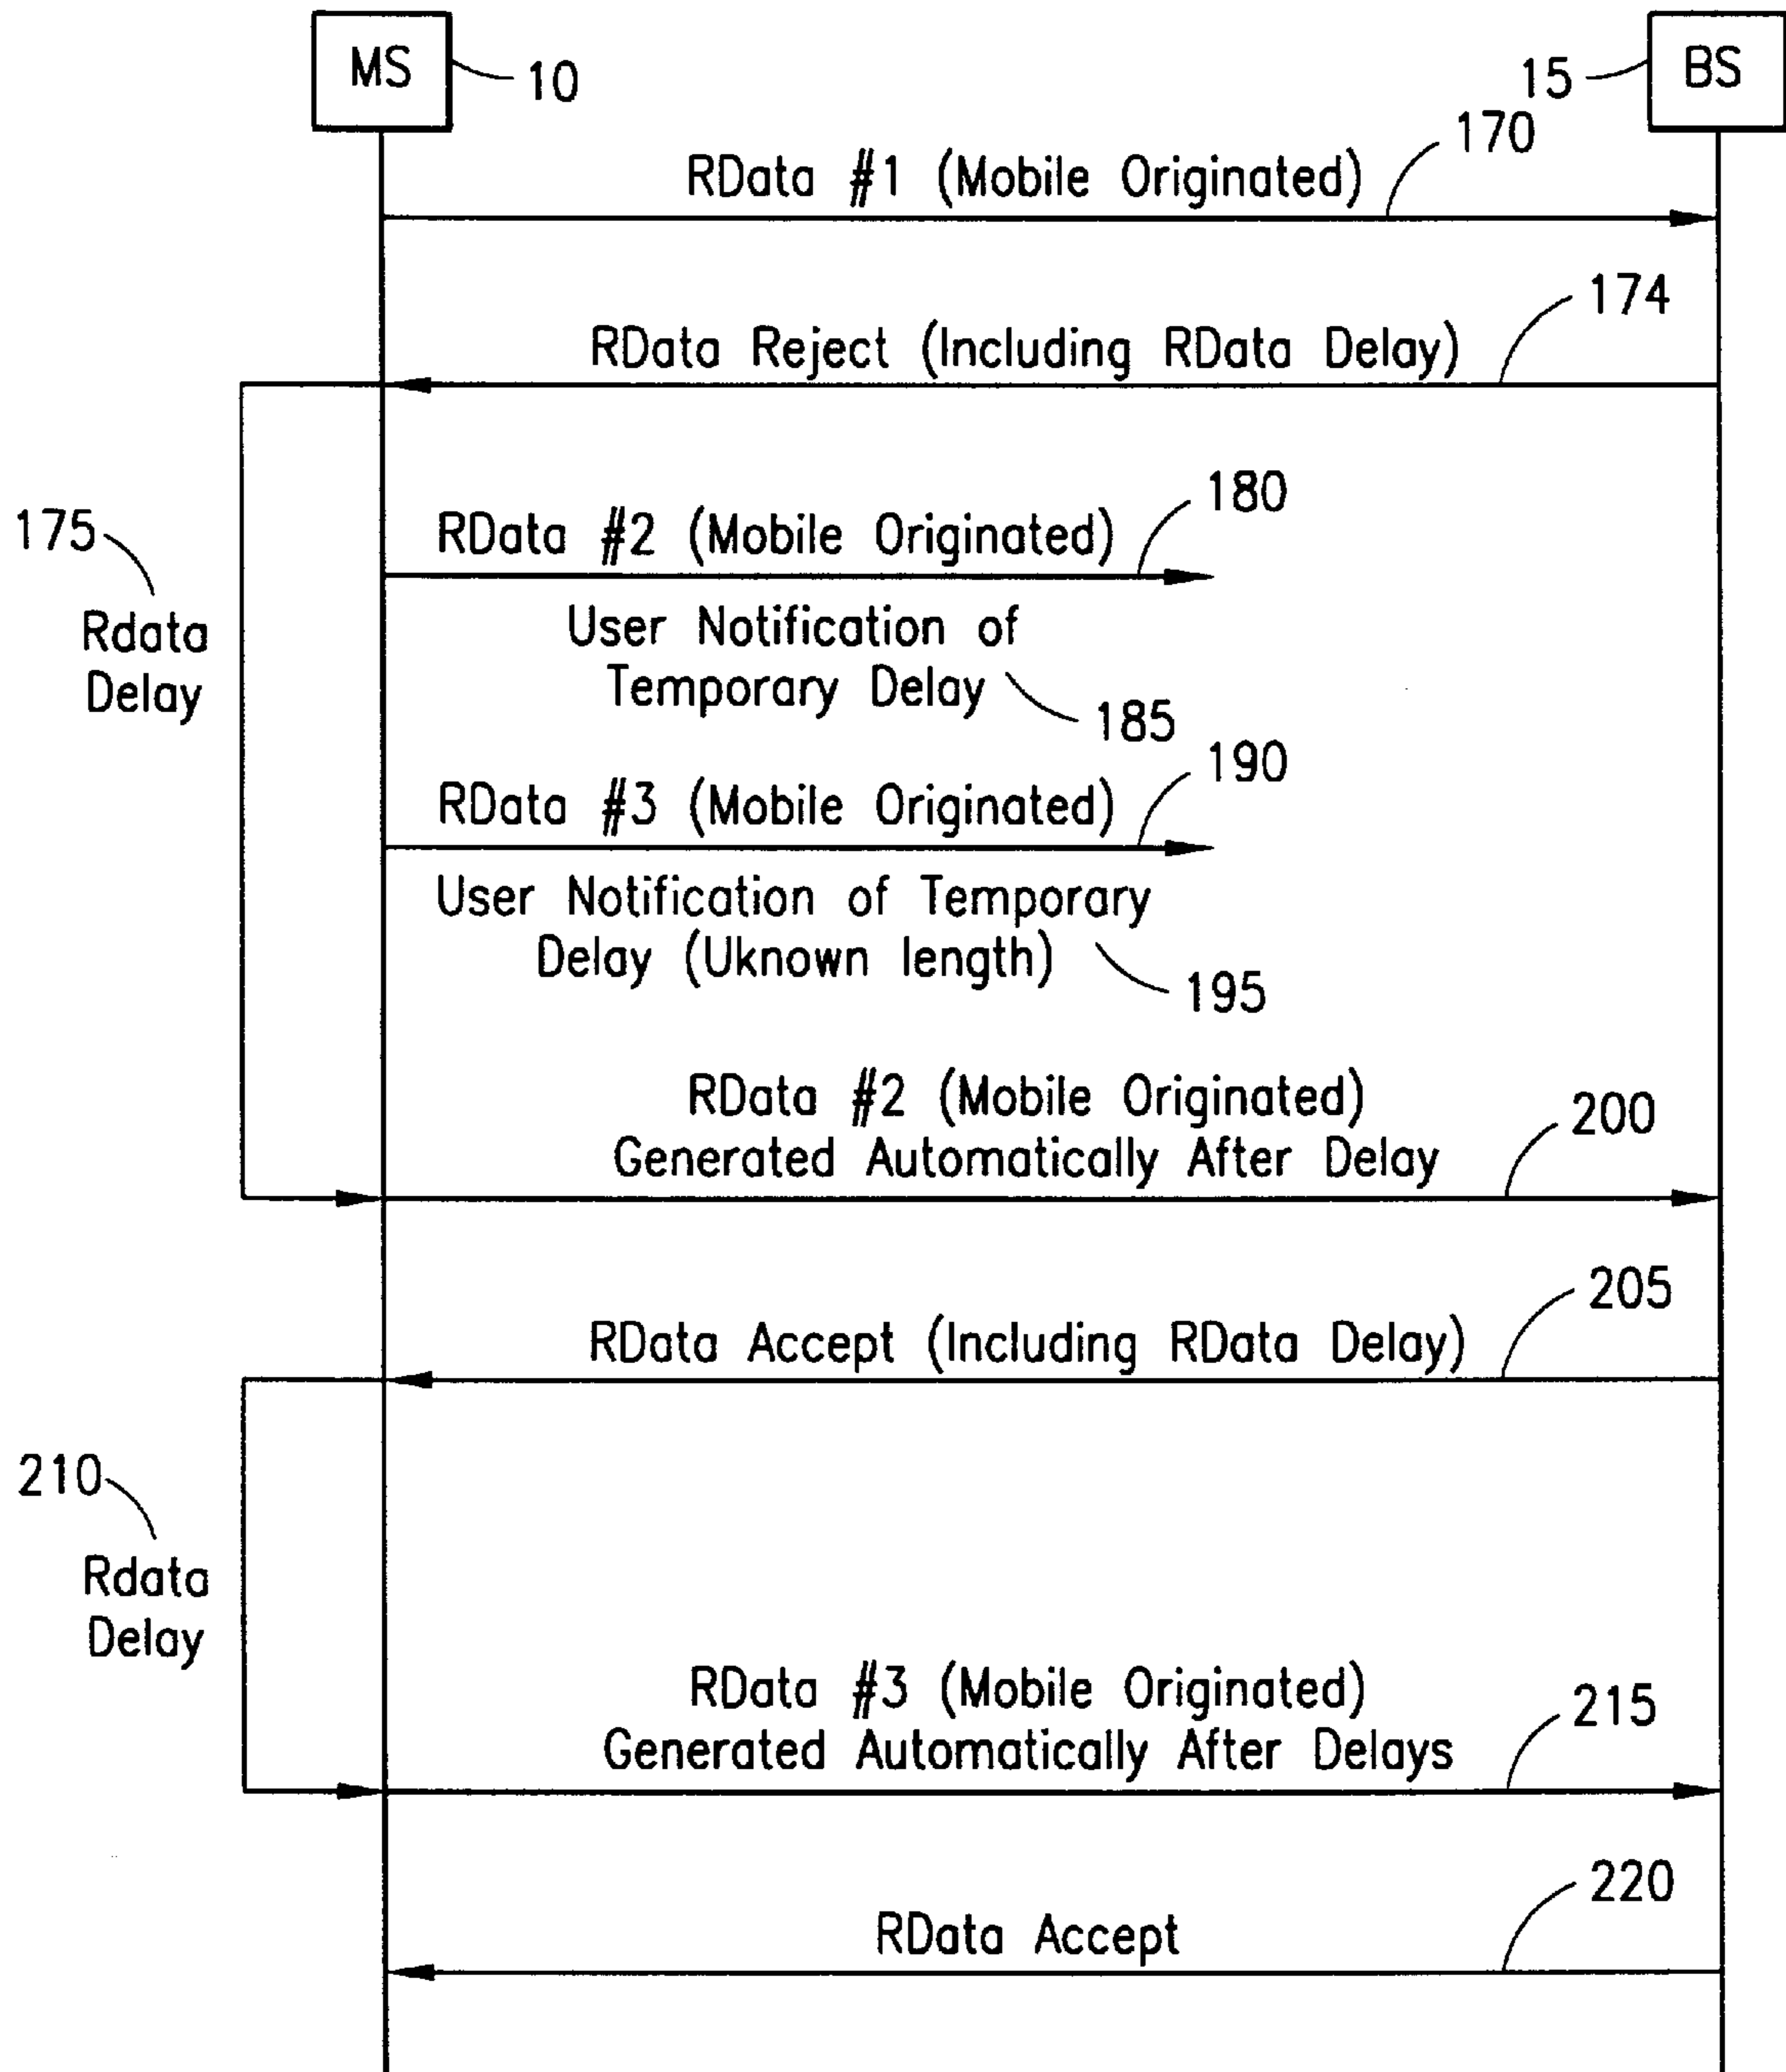 MS
10
15
BS
170
RData #1 (Mobile Originated)
174
RData Reject (Including RData Delay)
175
Rdata
Delay
180
RData #2 (Mobile Originated)
User Notification of
Temporary Delay
185
190
RData #3 (Mobile Originated)
User Notification of Temporary
Delay (Uknown length)
195
RData #2 (Mobile Originated)
Generated Automatically After Delay
200
205
RData Accept (Including RData Delay)
210
Rdata
Delay
RData #3 (Mobile Originated)
Generated Automatically After Delays
215
220
RData Accept